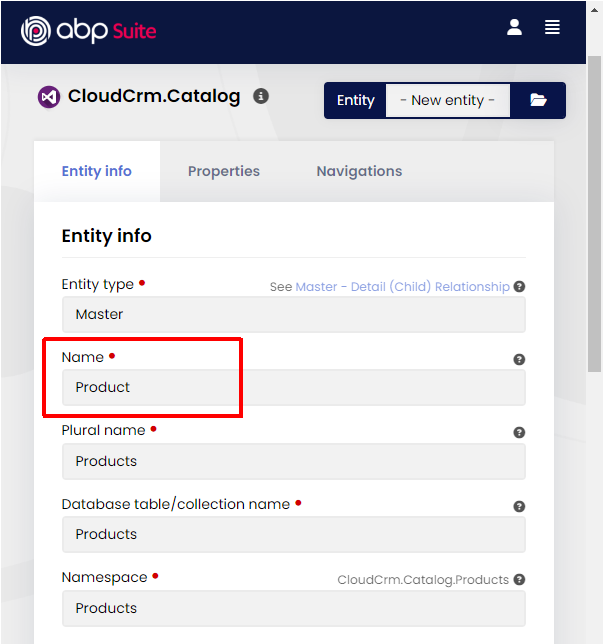 abp Suite
CloudCrm.Catalog
Entity - New entity -
Entity info Properties Navigations
Entity info
Entity type • See Master - Detail (Child) Relationship
Master
Name •
Product
Plural name •
Products
Database table/collection name •
Products
Namespace • CloudCrm.Catalog.Products
Products